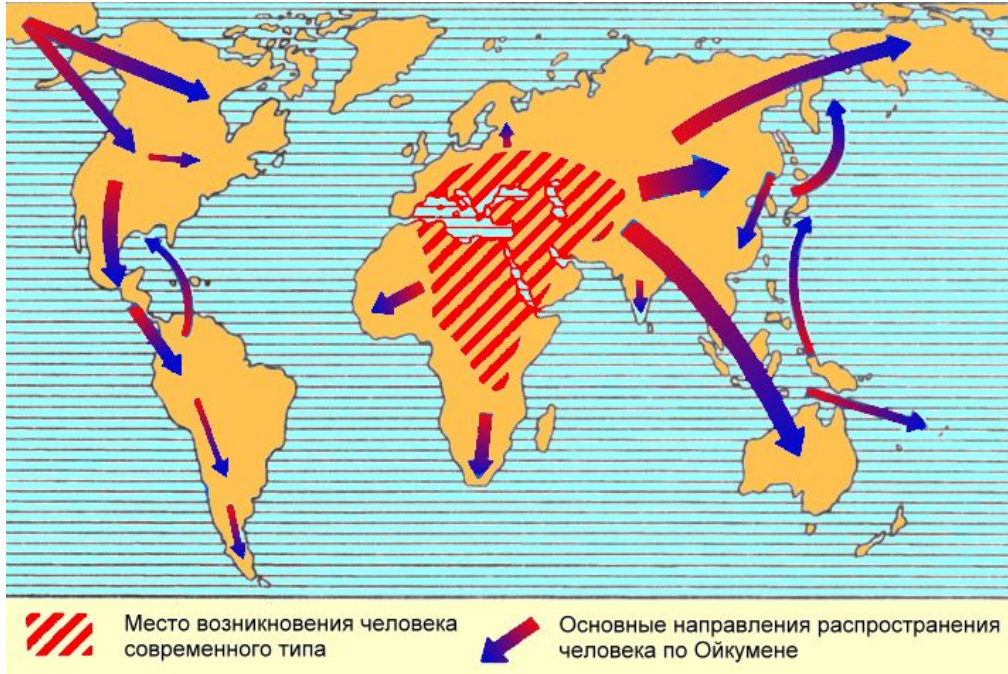 Место возникновения человека
современного типа
Основные направления распространения
человека по Ойкумене